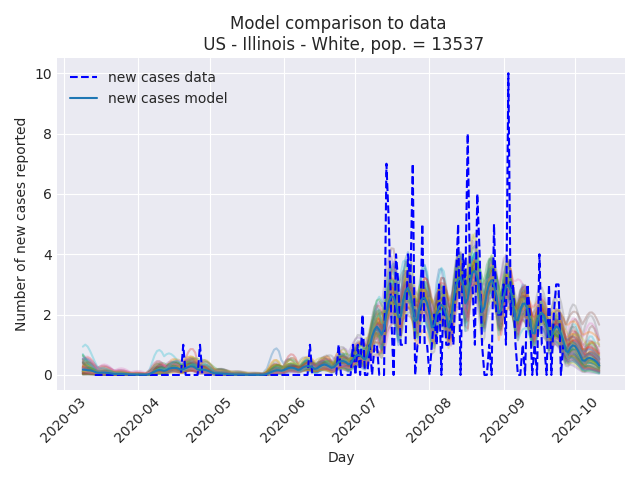 Model comparison to data
US - Illinois - White, pop. = 13537
new cases data
new cases model
Number of new cases reported
10
8
6
4
2
0
2020-03
2020-04
2020-05
2020-06
2020-07
2020-08
2020-09
2020-10
Day